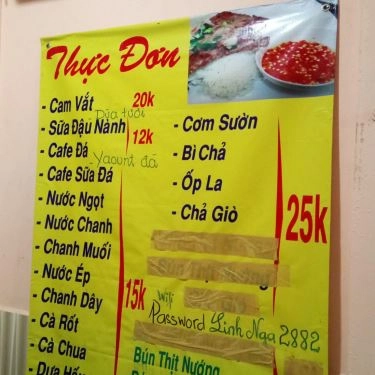 Thực Đơn
- Cam Vắt 20k
Dừa tươi
- Sữa Đậu Nành 12k
- Cafe Đá
Yaourt đá
- Cafe Sữa Đá
- Nước Ngọt
- Nước Chanh
- Chanh Muối
- Nước Ép
- Chanh Dây 15k
- Cà Rốt
- Cà Chua
- Dưa Hấu
- Cơm Sườn
- Bì Chả
- Ốp La
- Chả Giò
25k
Wifi
Password Linh Nga 2882
Bún Thịt Nướng